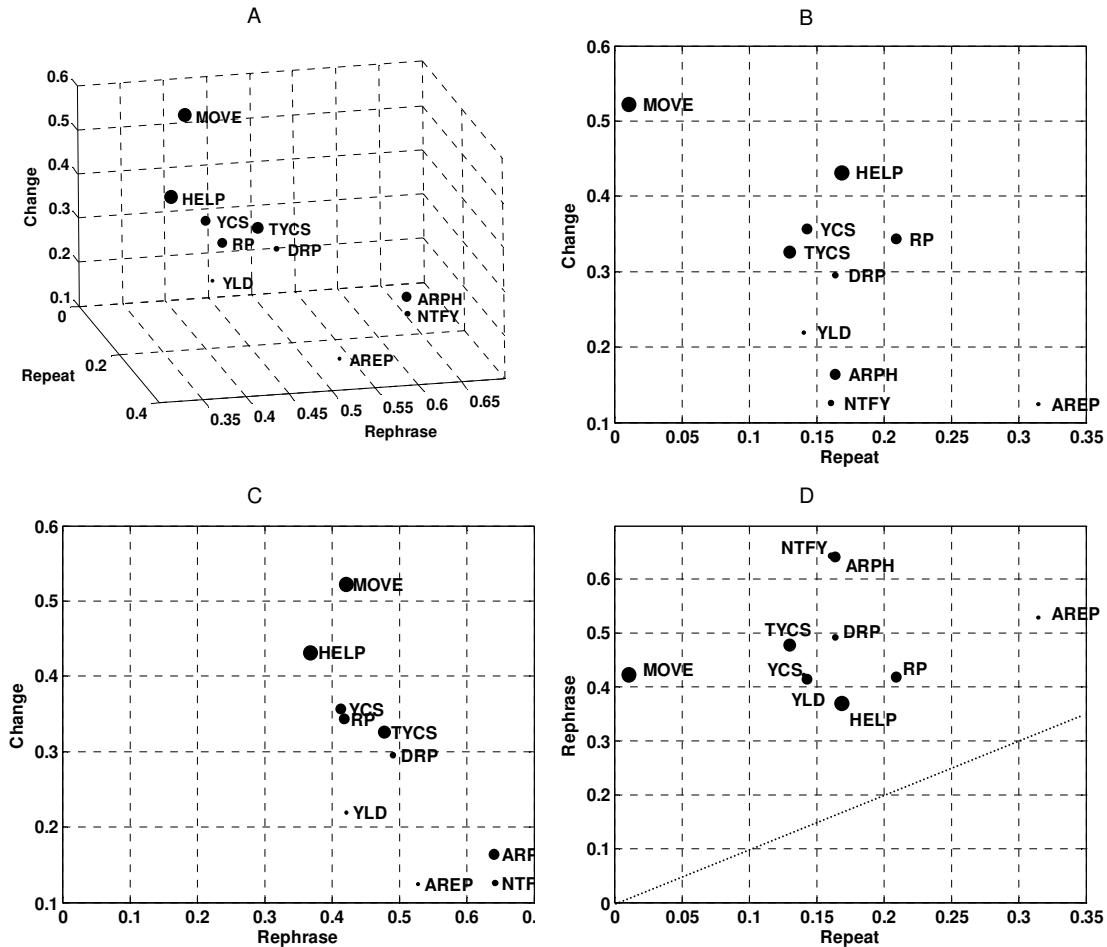 A
0.6
0.5
0.4
0.3
0.2
0.1
Change
MOVE
HELP
YCS
TYCS
RP
DRP
YLD
ARPH
NTFY
AREP
0
0.2
0.4
Repeat
0.35
0.4
0.45
0.5
0.55
0.6
0.65
Rephrase
B
0.6
0.5
0.4
0.3
0.2
0.1
Change
MOVE
HELP
YCS
RP
TYCS
DRP
YLD
ARPH
NTFY
AREP
0
0.05
0.1
0.15
0.2
0.25
0.3
0.35
Repeat
C
0.6
0.5
0.4
0.3
0.2
0.1
Change
MOVE
HELP
YCS
RP
TYCS
DRP
YLD
ARP
AREP
NTF
0
0.1
0.2
0.3
0.4
0.5
0.6
0.
Rephrase
D
0.6
0.5
0.4
0.3
0.2
0.1
0
Rephrase
NTFY
ARPH
AREP
TYCS
DRP
MOVE
YCS
RP
YLD
HELP
0
0.05
0.1
0.15
0.2
0.25
0.3
0.35
Repeat